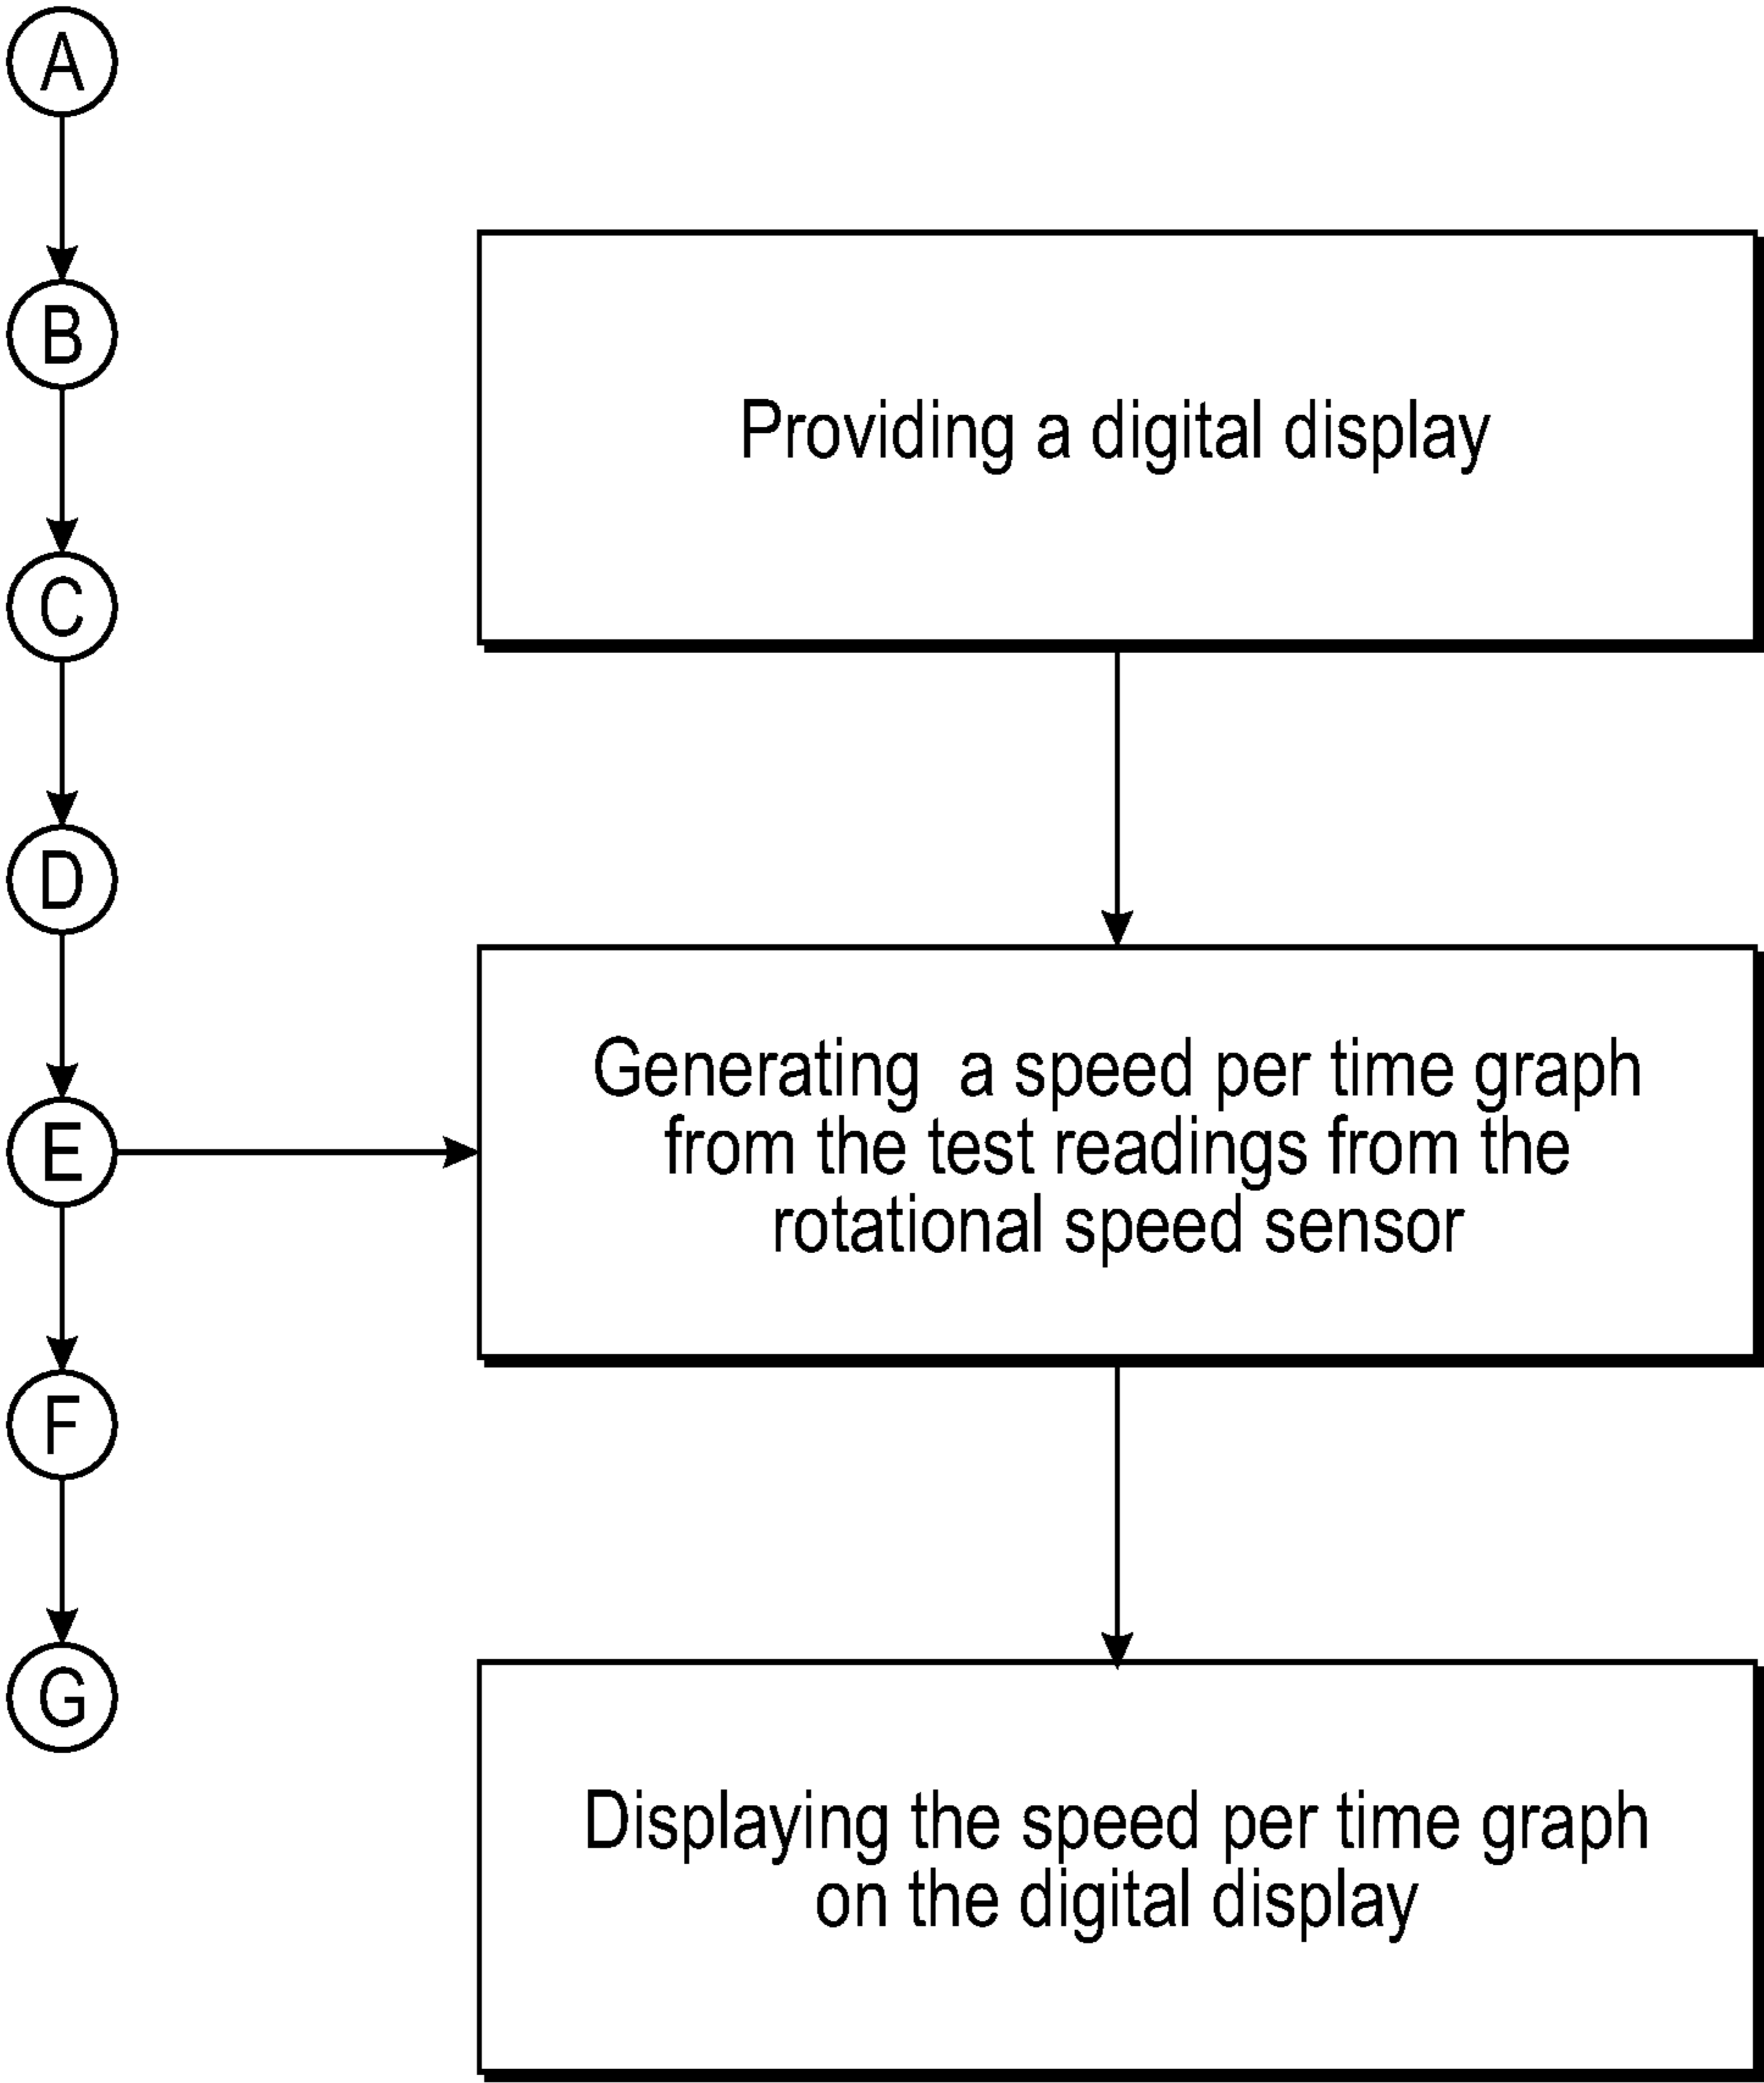 A
B
Providing a digital display
C
D
E
Generating a speed per time graph
from the test readings from the
rotational speed sensor
F
G
Displaying the speed per time graph
on the digital display